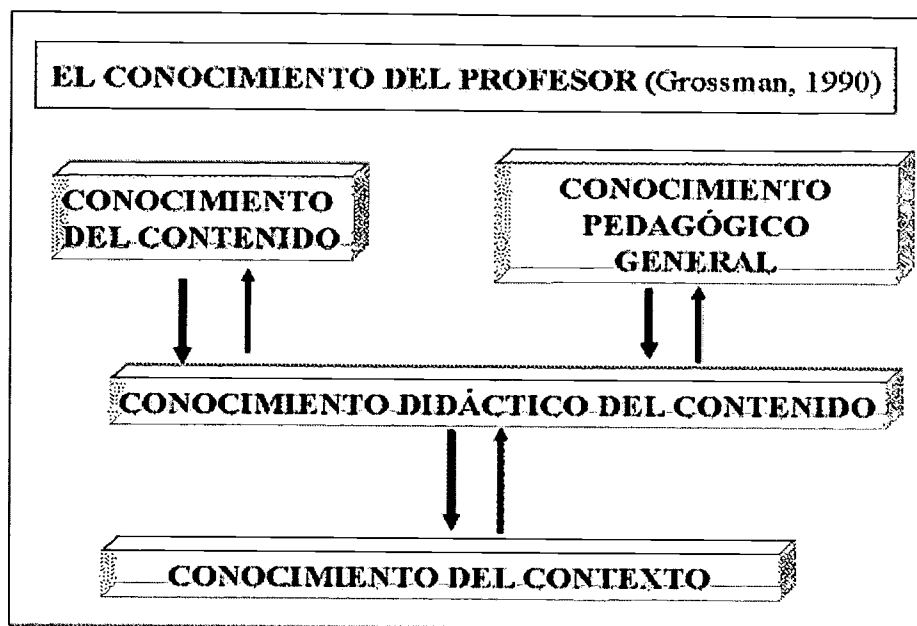 EL CONOCIMIENTO DEL PROFESOR (Grossman, 1990)
CONOCIMIENTO
DEL CONTENIDO
CONOCIMIENTO
PEDAGÓGICO
GENERAL
CONOCIMIENTO DIDÁCTICO DEL CONTENIDO
CONOCIMIENTO DEL CONTEXTO